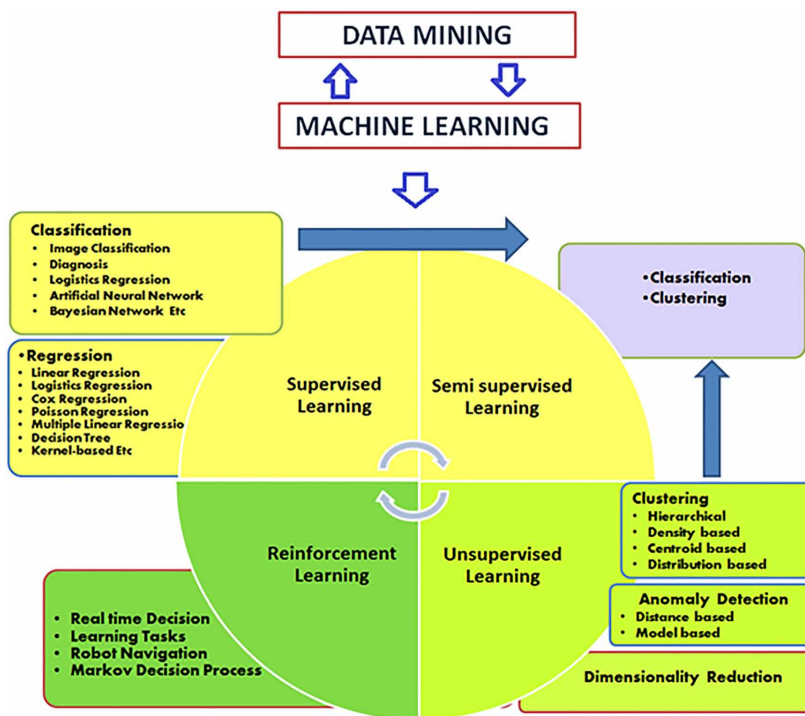 DATA MINING
MACHINE LEARNING
Classification
• Image Classification
• Diagnosis
• Logistics Regression
• Artificial Neural Network
• Bayesian Network Etc
•Classification
•Clustering
•Regression
• Linear Regression
• Logistics Regression
• Cox Regression
• Poisson Regression
• Multiple Linear Regressio
• Decision Tree
• Kernel-based Etc
Supervised
Learning
Semi supervised
Learning
Reinforcement
Learning
Unsupervised
Learning
Clustering
• Hierarchical
• Density based
• Centroid based
• Distribution based
Anomaly Detection
• Distance based
• Model based
Dimensionality Reduction
• Real time Decision
• Learning Tasks
• Robot Navigation
• Markov Decision Process